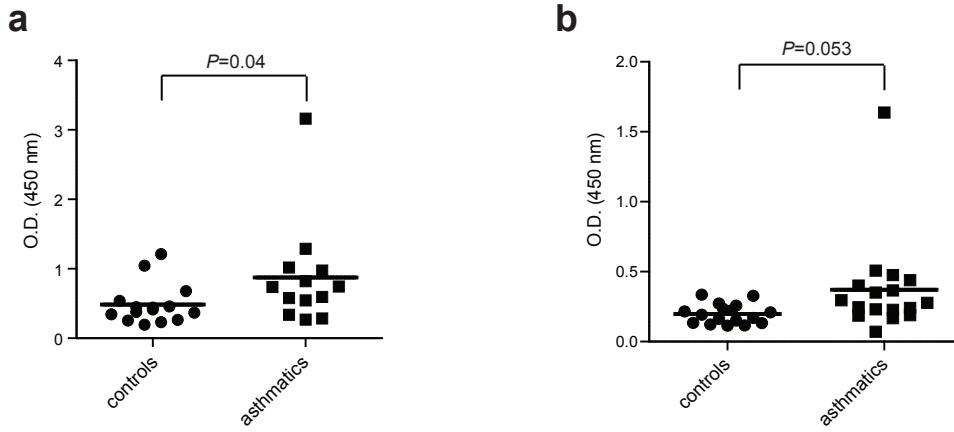 a
P=0.04
4
3
2
1
0
O.D. (450 nm)
controls
asthmatics
b
P=0.053
2.0
1.5
1.0
0.5
0.0
O.D. (450 nm)
controls
asthmatics